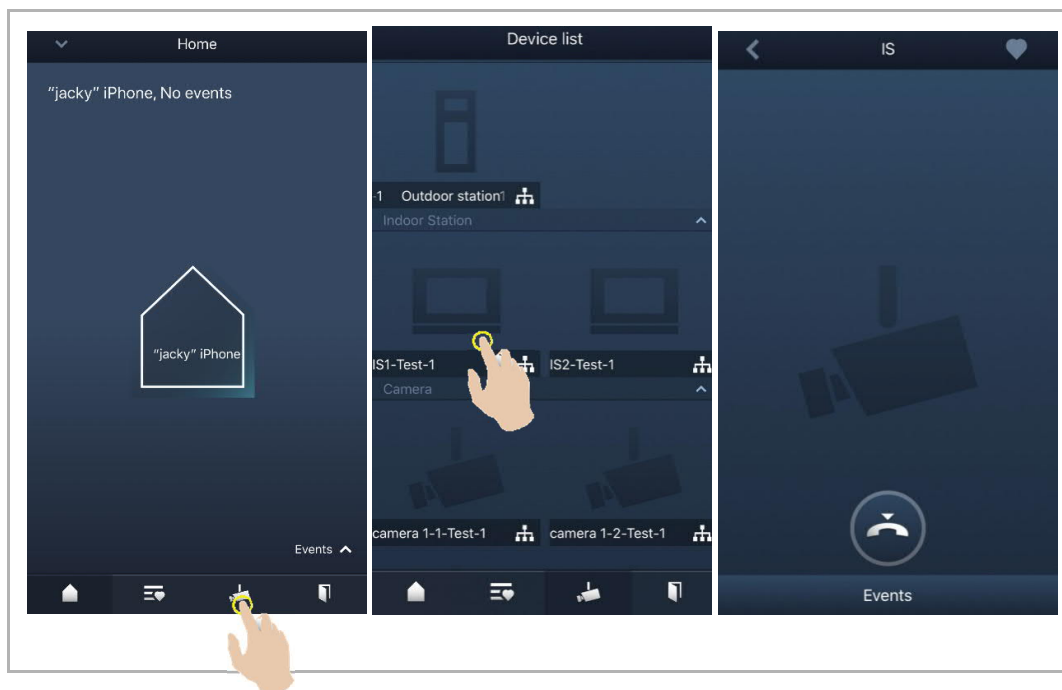 Home
"jacky" iPhone, No events
"jacky" iPhone
Events
Device list
-1 Outdoor station1
Indoor Station
IS1-Test-1
IS2-Test-1
Camera
camera 1-1-Test-1
camera 1-2-Test-1
IS
Events